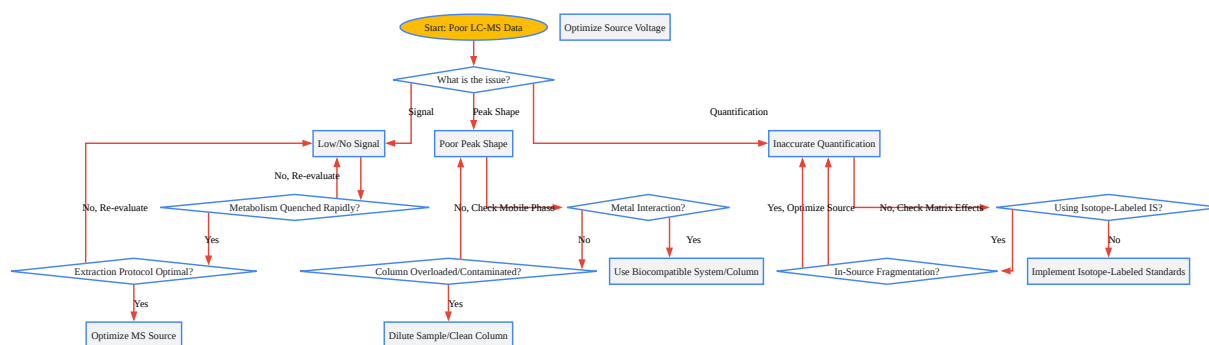 Start: Poor LC-MS Data
Optimize Source Voltage
What is the issue?
Signal
Peak Shape
Quantification
Low/No Signal
Poor Peak Shape
Inaccurate Quantification
No, Re-evaluate
Metabolism Quenched Rapidly?
No, Re-evaluate
No, Check Mobile Phase
Metal Interaction?
Yes, Optimize Source
No, Check Matrix Effects
Using Isotope-Labeled IS?
Yes
No
Yes
Yes
No
Extraction Protocol Optimal?
Column Overloaded/Contaminated?
Use Biocompatible System/Column
In-Source Fragmentation?
Implement Isotope-Labeled Standards
Yes
Yes
Optimize MS Source
Dilute Sample/Clean Column